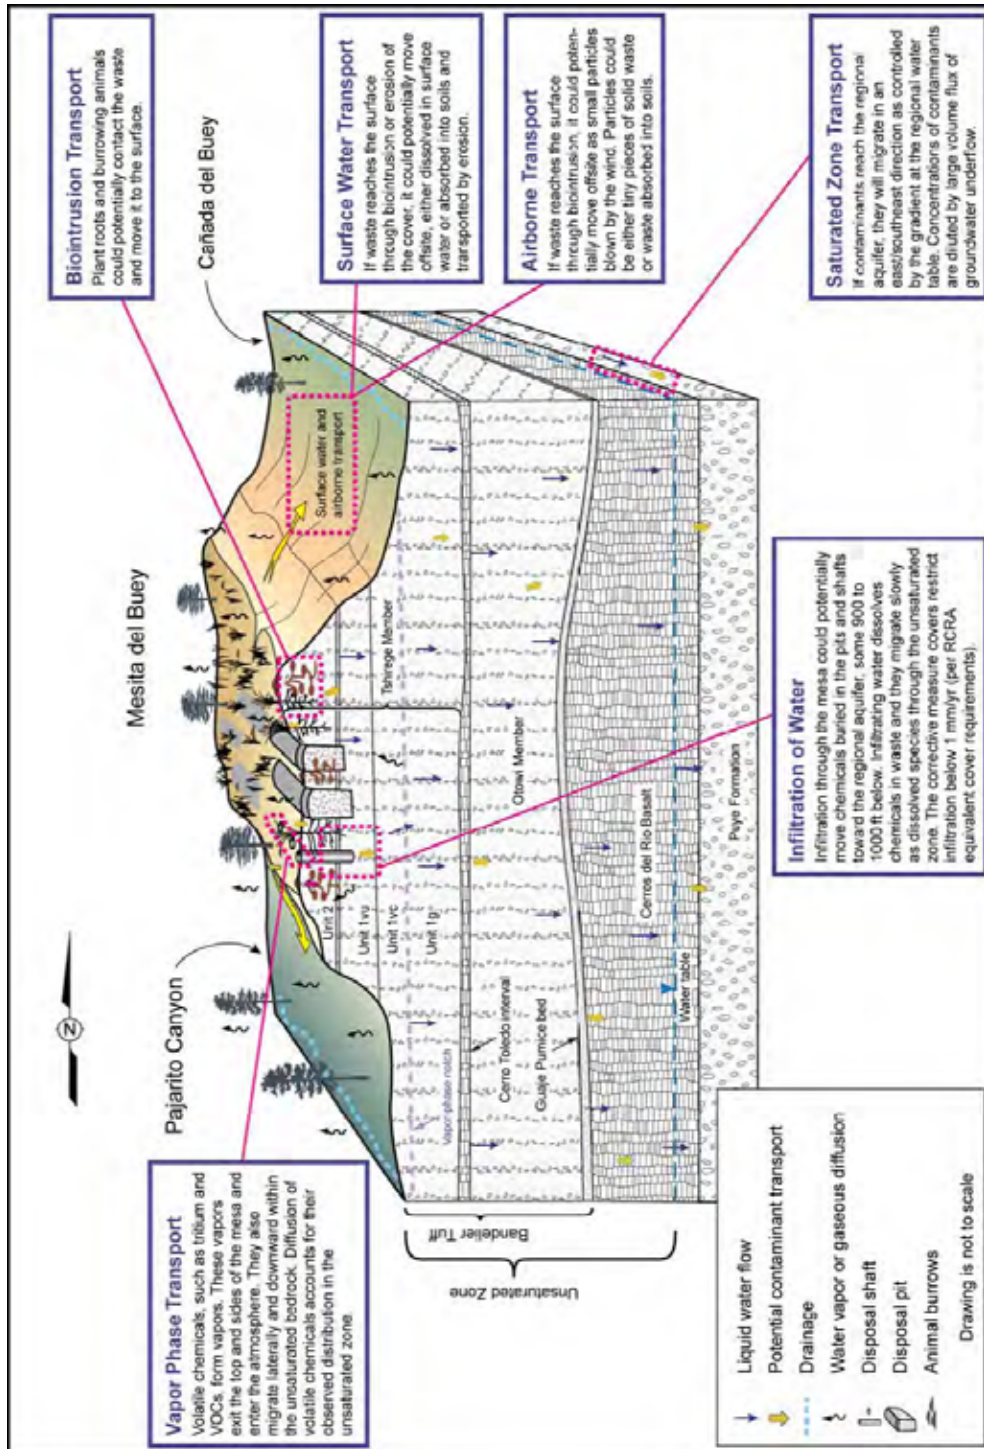 Vapor Phase Transport
Volatile chemicals, such as tritium and
VOCs, form vapors. These vapors
exit the top and sides of the mesa and
enter the atmosphere. They also
migrate laterally and downward within
the unsaturated bedrock. Diffusion of
volatile chemicals accounts for their
observed distribution in the
unsaturated zone.
N
Pajarito Canyon
Mesita del Buey
Cañada del Buey
Biointrusion Transport
Plant roots and burrowing animals
could potentially contact the waste
and move it to the surface.
Surface Water Transport
If waste reaches the surface
through biointrusion or erosion of
the cover, it could potentially move
offsite, either dissolved in surface
water or absorbed into soils and
transported by erosion.
Airborne Transport
If waste reaches the surface
through biointrusion, it could poten-
tially move offsite as small particles
blown by the wind. Particles could
be either tiny pieces of solid waste
or waste absorbed into soils.
Saturated Zone Transport
If contaminants reach the regional
aquifer, they will migrate in an
east/southeast direction as controlled
by the gradient at the regional water
table. Concentrations of contaminants
are diluted by large volume flux of
groundwater underflow.
Surface water and
airborne transport
Unit 2
Unit 1vu
Unit 1vc
Unit 1g
Tshirege Member
Vapor-phase notch
Cerro Toledo interval
Otowi Member
Guaje Pumice bed
Cerros del Rio Basalt
Water table
Puye Formation
Bandelier Tuff
Unsaturated Zone
Infiltration of Water
Infiltration through the mesa could potentially
move chemicals buried in the pits and shafts
toward the regional aquifer, some 900 to
1000 ft below. Infiltrating water dissolves
chemicals in waste and they migrate slowly
as dissolved species through the unsaturated
zone. The corrective measure covers restrict
infiltration below 1 mm/yr (per RCRA
equivalent cover requirements).
Liquid water flow
Potential contaminant transport
Drainage
Water vapor or gaseous diffusion
Disposal shaft
Disposal pit
Animal burrows
Drawing is not to scale